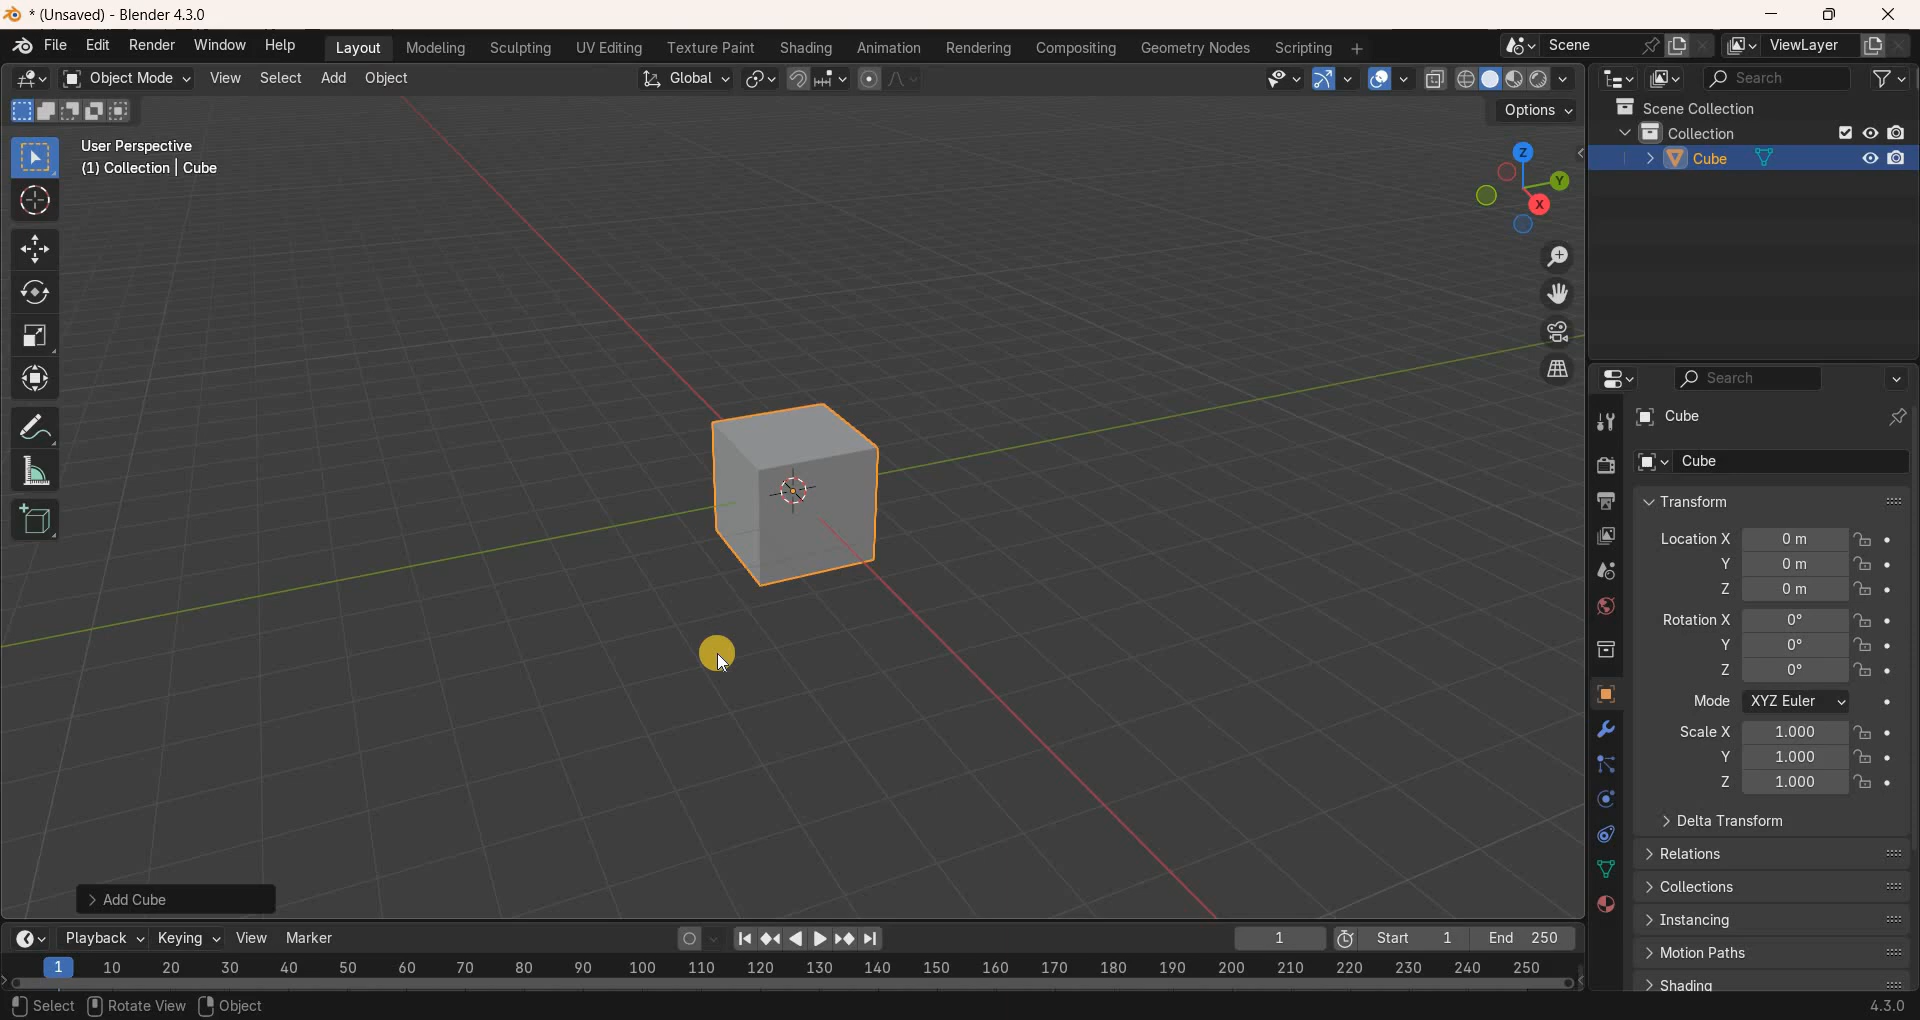 * (Unsaved) - Blender 4.3.0
File Edit Render Window Help Layout Modeling Sculpting UV Editing Texture Paint Shading Animation Rendering Compositing Geometry Nodes Scripting + Scene ViewLayer
Object Mode View Select Add Object Global Search
Options
User Perspective
(1) Collection | Cube
Z
Y
X
Scene Collection
Collection
Cube
Search
Cube
Cube
Transform
Location X 0 m
Y 0 m
Z 0 m
Rotation X 0°
Y 0°
Z 0°
Mode XYZ Euler
Scale X 1.000
Y 1.000
Z 1.000
Delta Transform
Relations
Collections
Instancing
Motion Paths
Shading
Add Cube
Playback Keying View Marker 1 Start 1 End 250
1 10 20 30 40 50 60 70 80 90 100 110 120 130 140 150 160 170 180 190 200 210 220 230 240 250
Select Rotate View Object 4.3.0